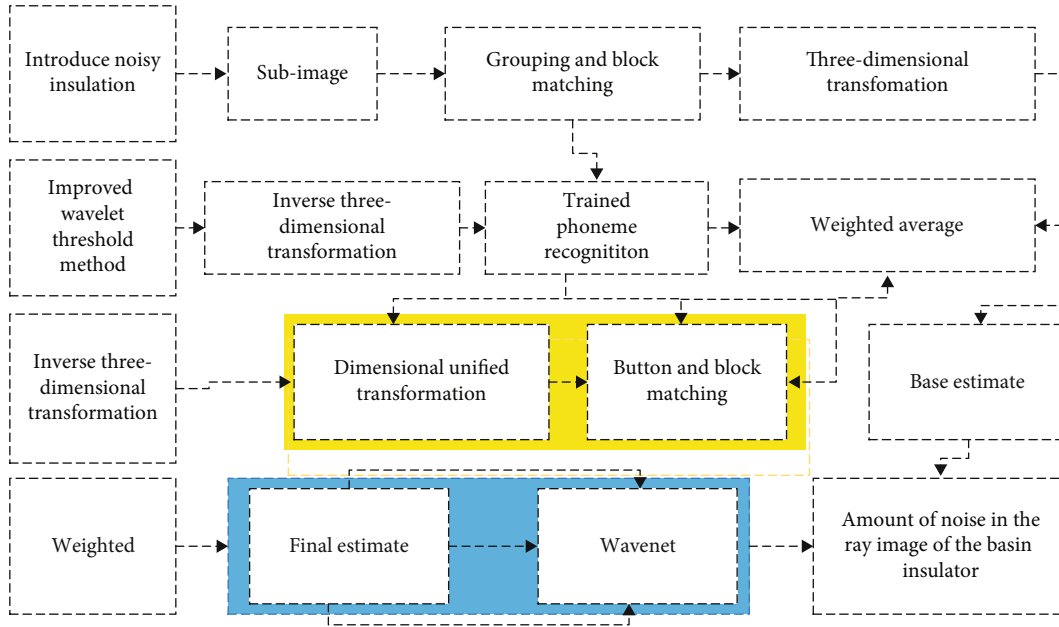 Introduce noisy
insulation
Sub-image
Grouping and block
matching
Three-dimensional
transfomation
Improved
wavelet
threshold
method
Inverse three-
dimensional
transformation
Trained
phoneme
recognititon
Weighted average
Inverse three-
dimensional
transformation
Dimensional unified
transformation
Button and block
matching
Base estimate
Weighted
Final estimate
Wavenet
Amount of noise in the
ray image of the basin
insulator